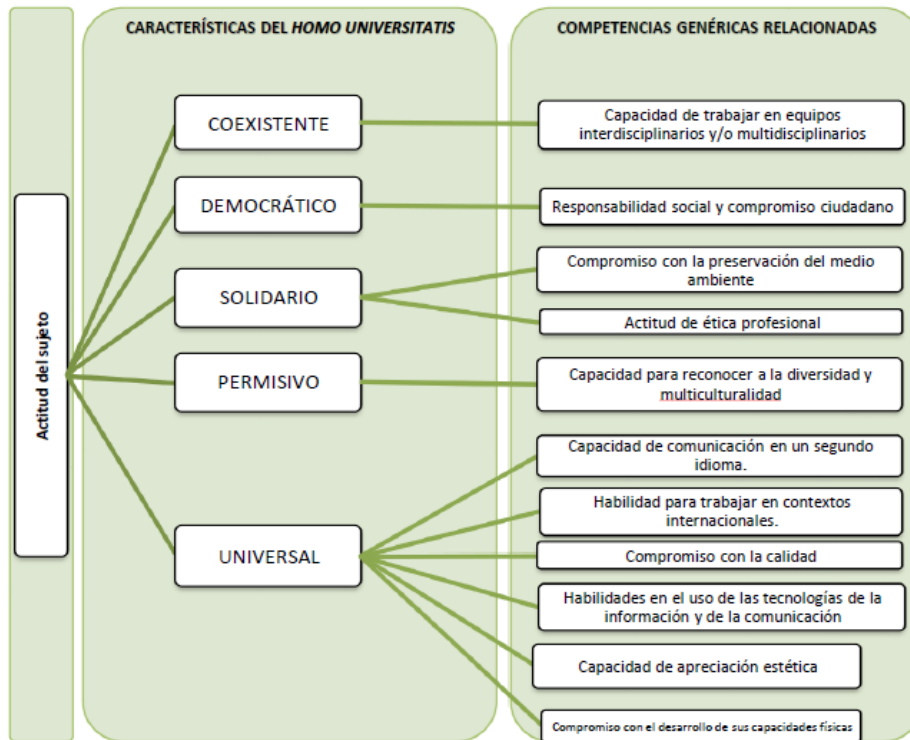 CARACTERÍSTICAS DEL HOMO UNIVERSITATIS
COMPETENCIAS GENÉRICAS RELACIONADAS
Actitud del sujeto
COEXISTENTE
Capacidad de trabajar en equipos
interdisciplinarios y/o multidisciplinarios
DEMOCRÁTICO
Responsabilidad social y compromiso ciudadano
SOLIDARIO
Compromiso con la preservación del medio
ambiente
Actitud de ética profesional
PERMISIVO
Capacidad para reconocer a la diversidad y
multiculturalidad
UNIVERSAL
Capacidad de comunicación en un segundo
idioma.
Habilidad para trabajar en contextos
internacionales.
Compromiso con la calidad
Habilidades en el uso de las tecnologías de la
información y de la comunicación
Capacidad de apreciación estética
Compromiso con el desarrollo de sus capacidades físicas